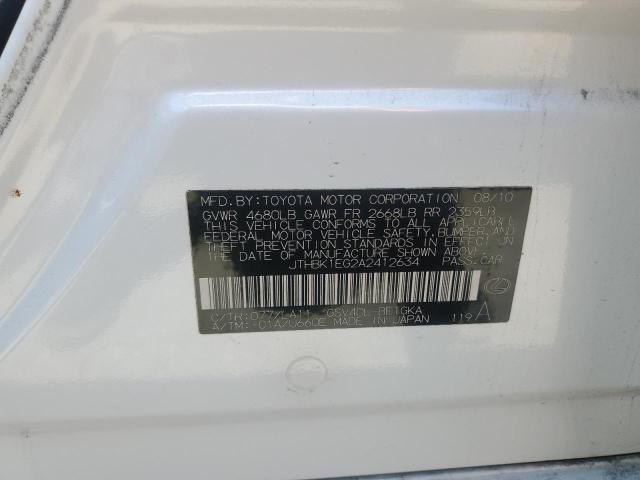 MFD. BY: TOYOTA MOTOR CORPORATION 08/10
GVWR 4680LB GAWR FR 2668LB RR 2359LB
THIS VEHICLE CONFORMS TO ALL APPLICABLE
FEDERAL MOTOR VEHICLE SAFETY, BUMPER, AND
THEFT PREVENTION STANDARDS IN EFFECT ON
THE DATE OF MANUFACTURE SHOWN ABOVE.
JTHBK1EG2A2412634 PASS.CAR
C/TR: 077/LA11 GSV40L-BETGKA
A/TM: -01A/U660E MADE IN JAPAN 119 A